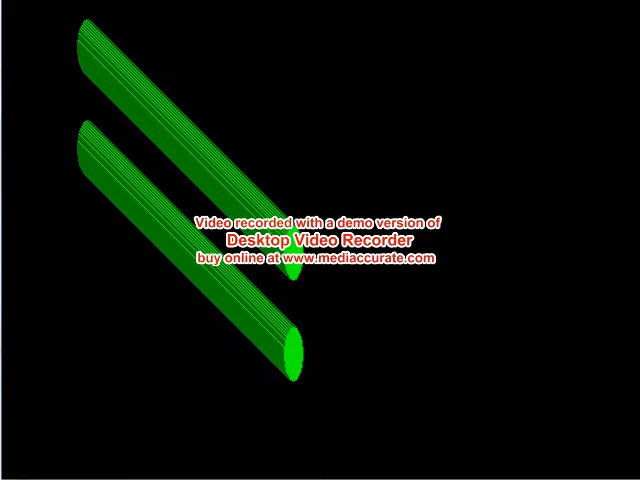 Video recorded with a demo version of
Desktop Video Recorder
buy online at www.mediaccurate.com